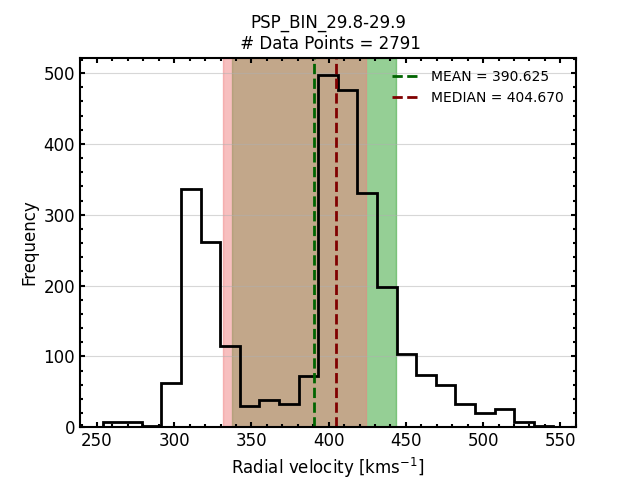 PSP_BIN_29.8-29.9
# Data Points = 2791
MEAN = 390.625
MEDIAN = 404.670
Frequency
500
400
300
200
100
0
250 300 350 400 450 500 550
Radial velocity [kms⁻¹]